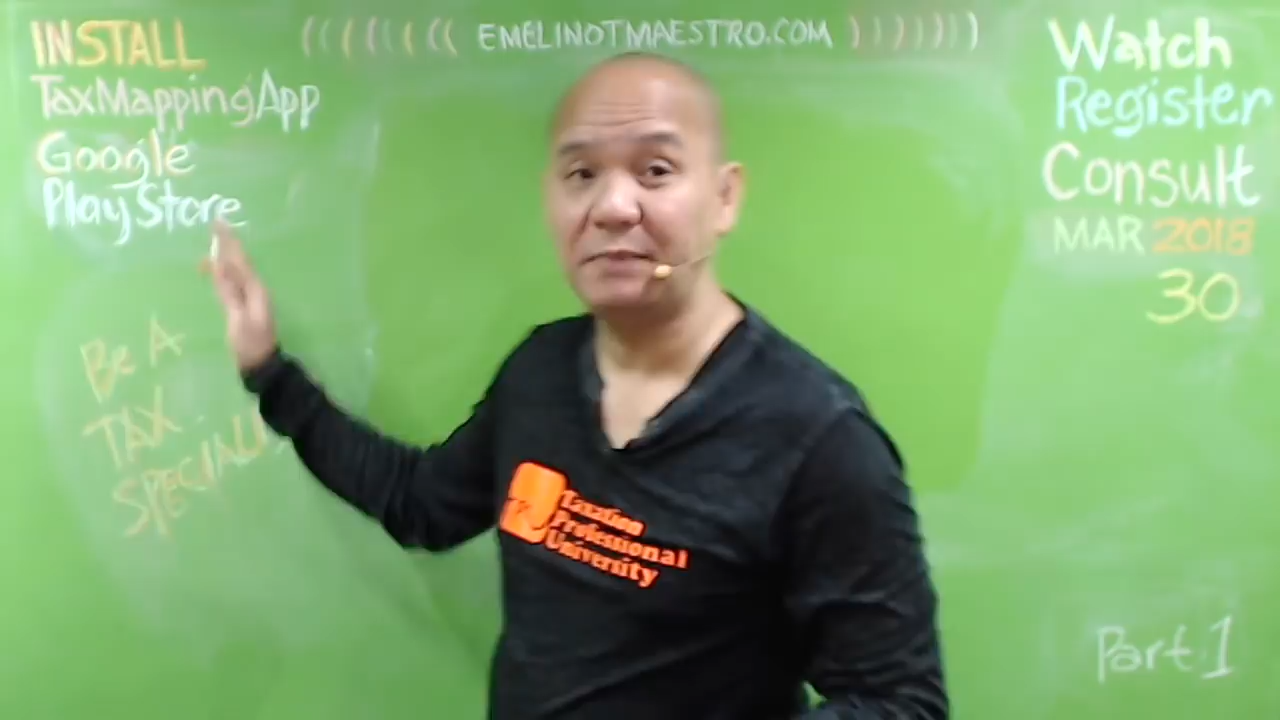 INSTALL
TaxMappingApp
Google
PlayStore
((((((( EMELINOTMAESTRO.COM )))))))
Watch
Register
Consult
MAR 2018
30
Be A
TAX
Taxation
Professional
University
Part 1